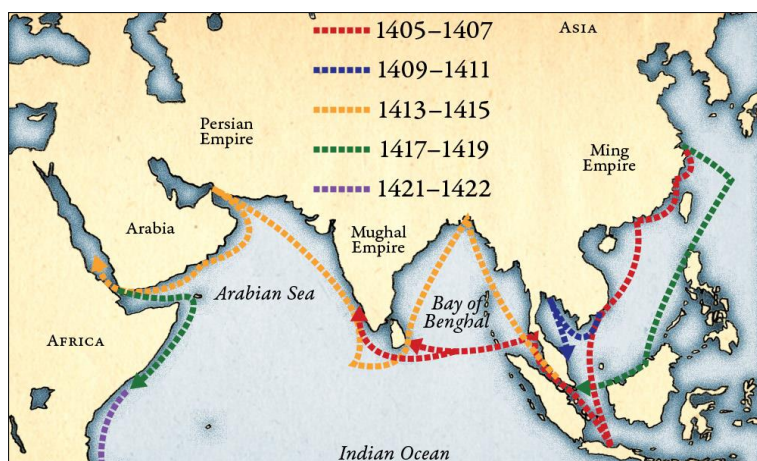 1405–1407
1409–1411
1413–1415
1417–1419
1421–1422
ASIA
Persian
Empire
Ming
Empire
Arabia
Mughal
Empire
Arabian Sea
Bay of
Benghal
AFRICA
Indian Ocean